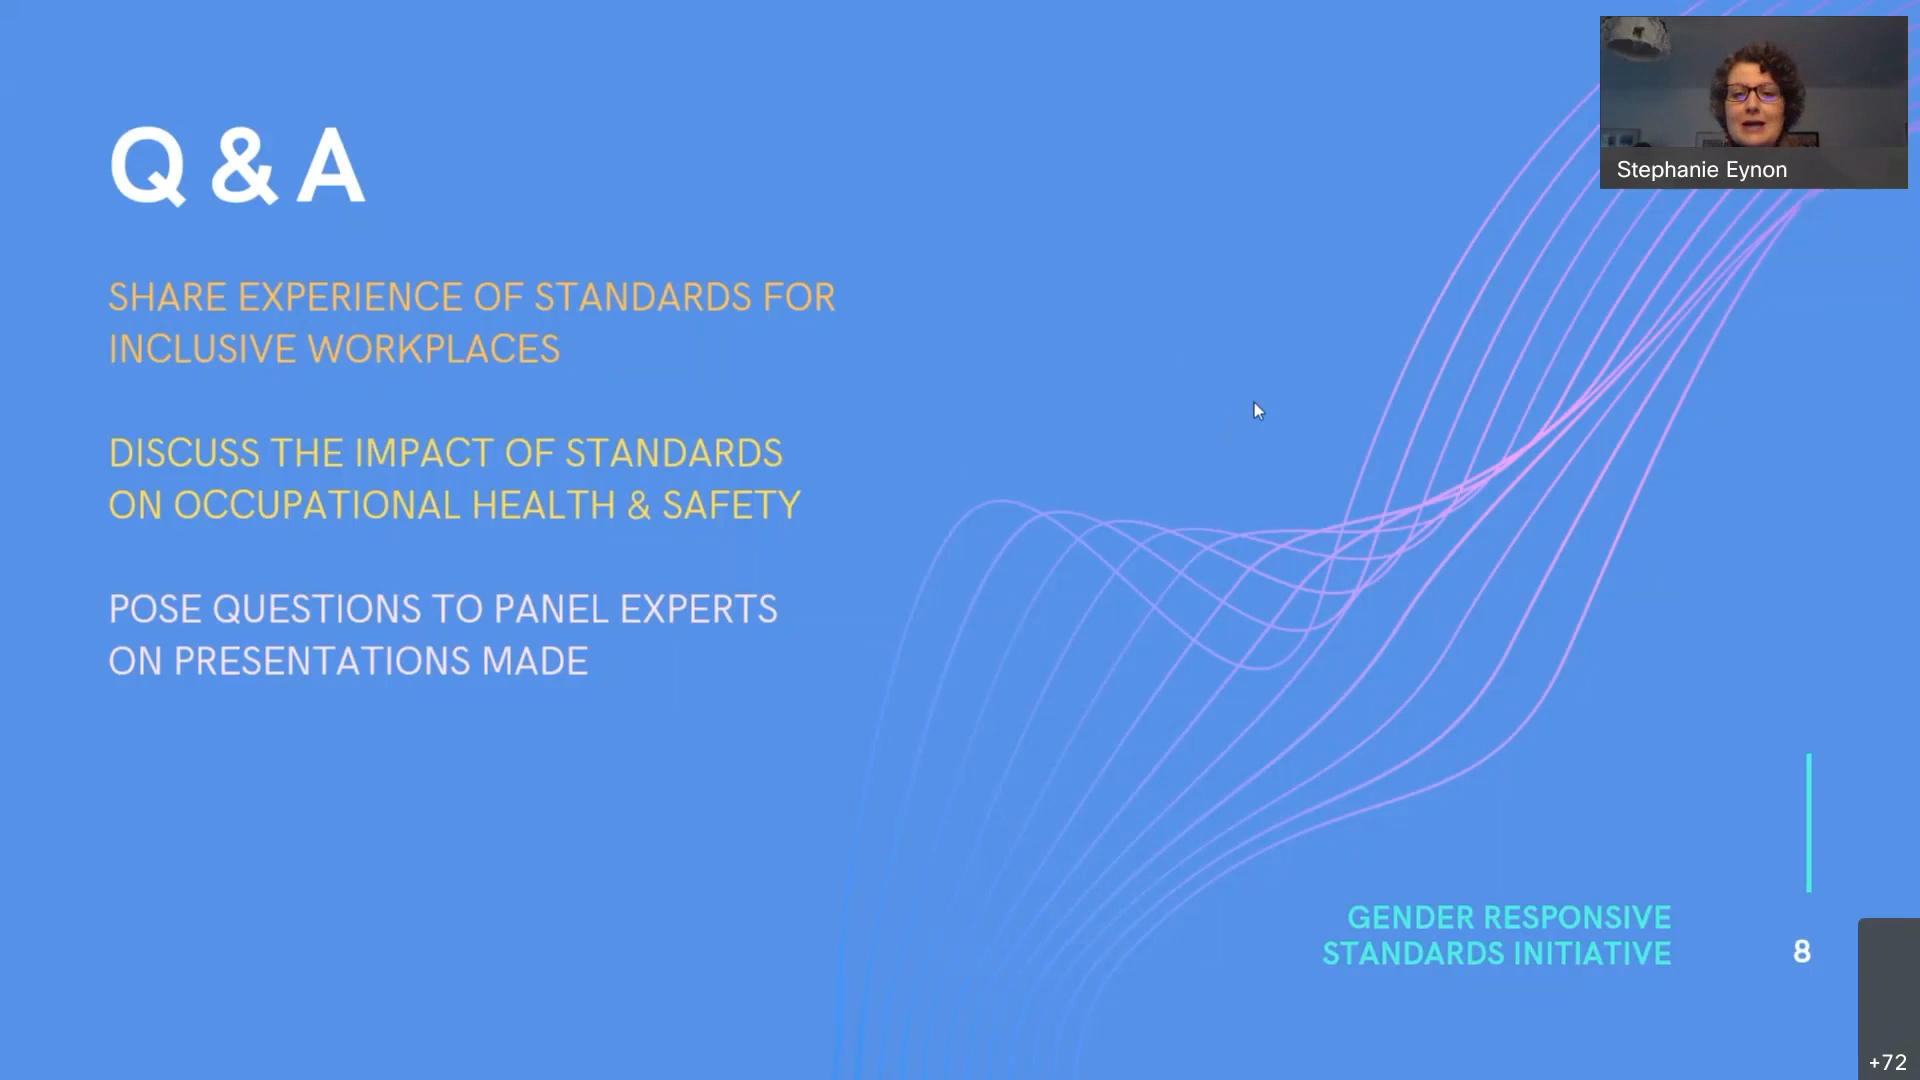 Q & A
SHARE EXPERIENCE OF STANDARDS FOR
INCLUSIVE WORKPLACES
DISCUSS THE IMPACT OF STANDARDS
ON OCCUPATIONAL HEALTH & SAFETY
POSE QUESTIONS TO PANEL EXPERTS
ON PRESENTATIONS MADE
Stephanie Eynon
GENDER RESPONSIVE
STANDARDS INITIATIVE
8
+72